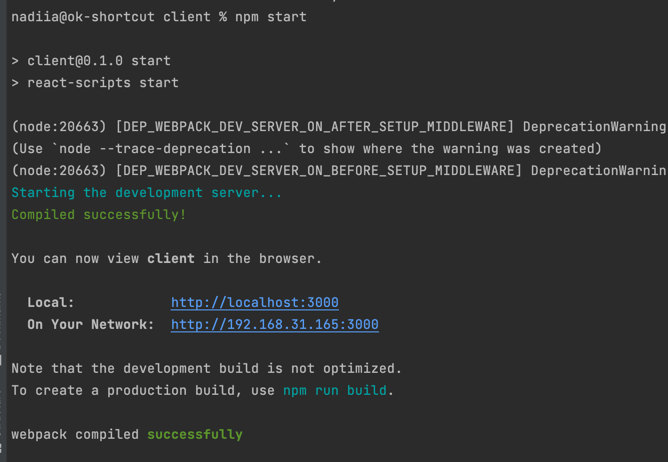 nadiia@ok-shortcut client % npm start
> client@0.1.0 start
> react-scripts start
(node:20663) [DEP_WEBPACK_DEV_SERVER_ON_AFTER_SETUP_MIDDLEWARE] DeprecationWarning
(Use `node --trace-deprecation ...` to show where the warning was created)
(node:20663) [DEP_WEBPACK_DEV_SERVER_ON_BEFORE_SETUP_MIDDLEWARE] DeprecationWarnin
Starting the development server...
Compiled successfully!
You can now view client in the browser.
Local: http://localhost:3000
On Your Network: http://192.168.31.165:3000
Note that the development build is not optimized.
To create a production build, use npm run build.
webpack compiled successfully